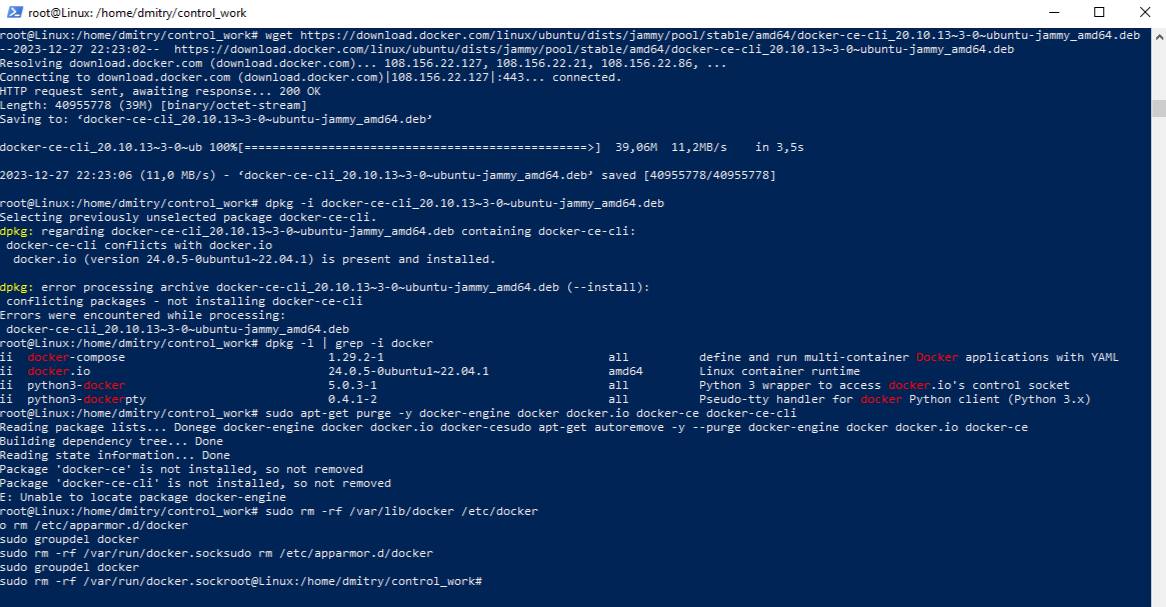 root@Linux: /home/dmitry/control_work
root@Linux:/home/dmitry/control_work# wget https://download.docker.com/linux/ubuntu/dists/jammy/pool/stable/amd64/docker-ce-cli_20.10.13~3-0~ubuntu-jammy_amd64.deb
--2023-12-27 22:23:02--  https://download.docker.com/linux/ubuntu/dists/jammy/pool/stable/amd64/docker-ce-cli_20.10.13~3-0~ubuntu-jammy_amd64.deb
Resolving download.docker.com (download.docker.com)... 108.156.22.127, 108.156.22.21, 108.156.22.86, ...
Connecting to download.docker.com (download.docker.com)|108.156.22.127|:443... connected.
HTTP request sent, awaiting response... 200 OK
Length: 40955778 (39M) [binary/octet-stream]
Saving to: ‘docker-ce-cli_20.10.13~3-0~ubuntu-jammy_amd64.deb’
docker-ce-cli_20.10.13~3-0~ub 100%[=================================================>]  39,06M  11,2MB/s    in 3,5s
2023-12-27 22:23:06 (11,0 MB/s) - ‘docker-ce-cli_20.10.13~3-0~ubuntu-jammy_amd64.deb’ saved [40955778/40955778]
root@Linux:/home/dmitry/control_work# dpkg -i docker-ce-cli_20.10.13~3-0~ubuntu-jammy_amd64.deb
Selecting previously unselected package docker-ce-cli.
dpkg: regarding docker-ce-cli_20.10.13~3-0~ubuntu-jammy_amd64.deb containing docker-ce-cli:
 docker-ce-cli conflicts with docker.io
  docker.io (version 24.0.5-0ubuntu1~22.04.1) is present and installed.
dpkg: error processing archive docker-ce-cli_20.10.13~3-0~ubuntu-jammy_amd64.deb (--install):
 conflicting packages - not installing docker-ce-cli
Errors were encountered while processing:
 docker-ce-cli_20.10.13~3-0~ubuntu-jammy_amd64.deb
root@Linux:/home/dmitry/control_work# dpkg -l | grep -i docker
ii  docker-compose                             1.29.2-1                                all          define and run multi-container Docker applications with YAML
ii  docker.io                                  24.0.5-0ubuntu1~22.04.1                 amd64        Linux container runtime
ii  python3-docker                             5.0.3-1                                 all          Python 3 wrapper to access docker.io's control socket
ii  python3-dockerpty                          0.4.1-2                                 all          Pseudo-tty handler for docker Python client (Python 3.x)
root@Linux:/home/dmitry/control_work# sudo apt-get purge -y docker-engine docker docker.io docker-ce docker-ce-cli
Reading package lists... Donege docker-engine docker docker.io docker-cesudo apt-get autoremove -y --purge docker-engine docker docker.io docker-ce
Building dependency tree... Done
Reading state information... Done
Package 'docker-ce' is not installed, so not removed
Package 'docker-ce-cli' is not installed, so not removed
E: Unable to locate package docker-engine
root@Linux:/home/dmitry/control_work# sudo rm -rf /var/lib/docker /etc/docker
o rm /etc/apparmor.d/docker
sudo groupdel docker
sudo rm -rf /var/run/docker.socksudo rm /etc/apparmor.d/docker
sudo groupdel docker
sudo rm -rf /var/run/docker.sockroot@Linux:/home/dmitry/control_work#